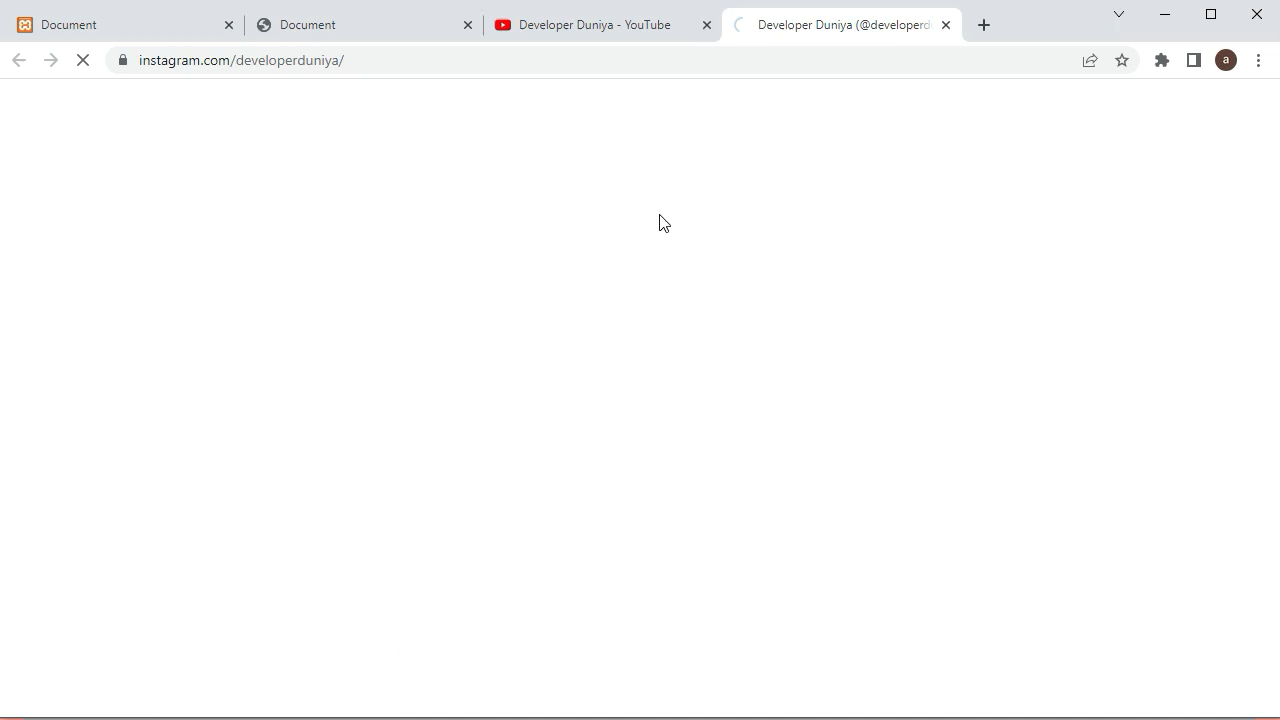 Document
Document
Developer Duniya - YouTube
Developer Duniya (@developerd
instagram.com/developerduniya/
a